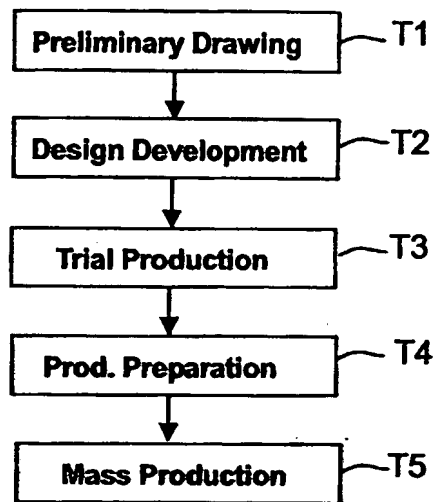 Preliminary Drawing T1
Design Development T2
Trial Production T3
Prod. Preparation T4
Mass Production T5